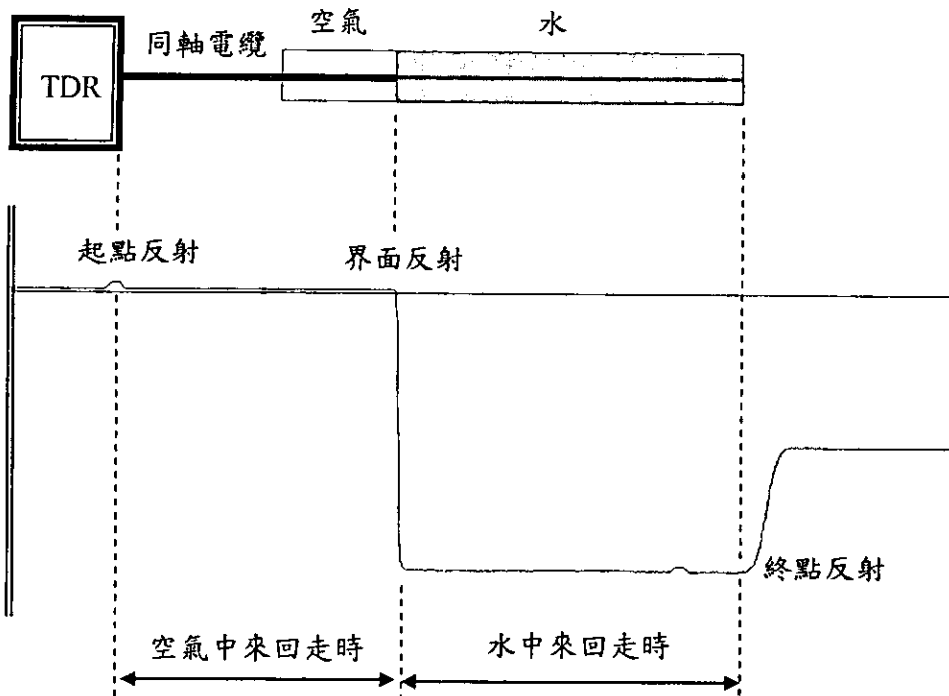 空氣
水
同軸電纜
TDR
起點反射
界面反射
終點反射
空氣中來回走時
水中來回走時